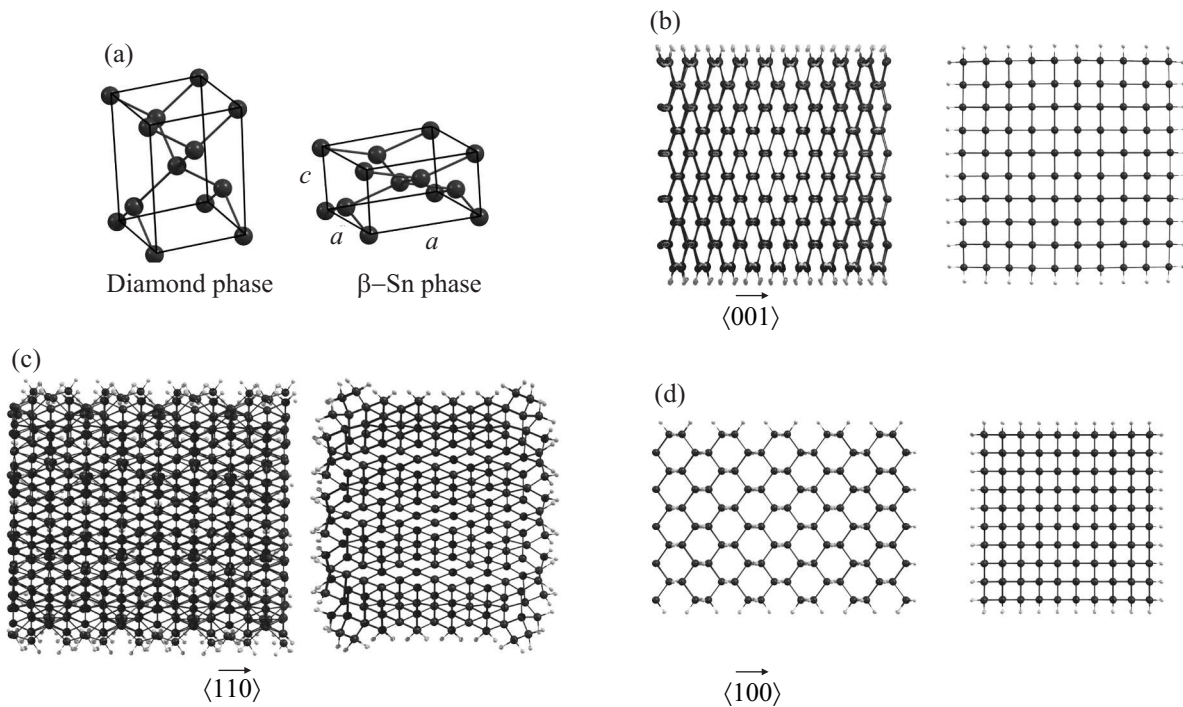 (a)
c
a
a
Diamond phase
β–Sn phase
(b)
⟨001⟩
(c)
⟨110⟩
(d)
⟨100⟩